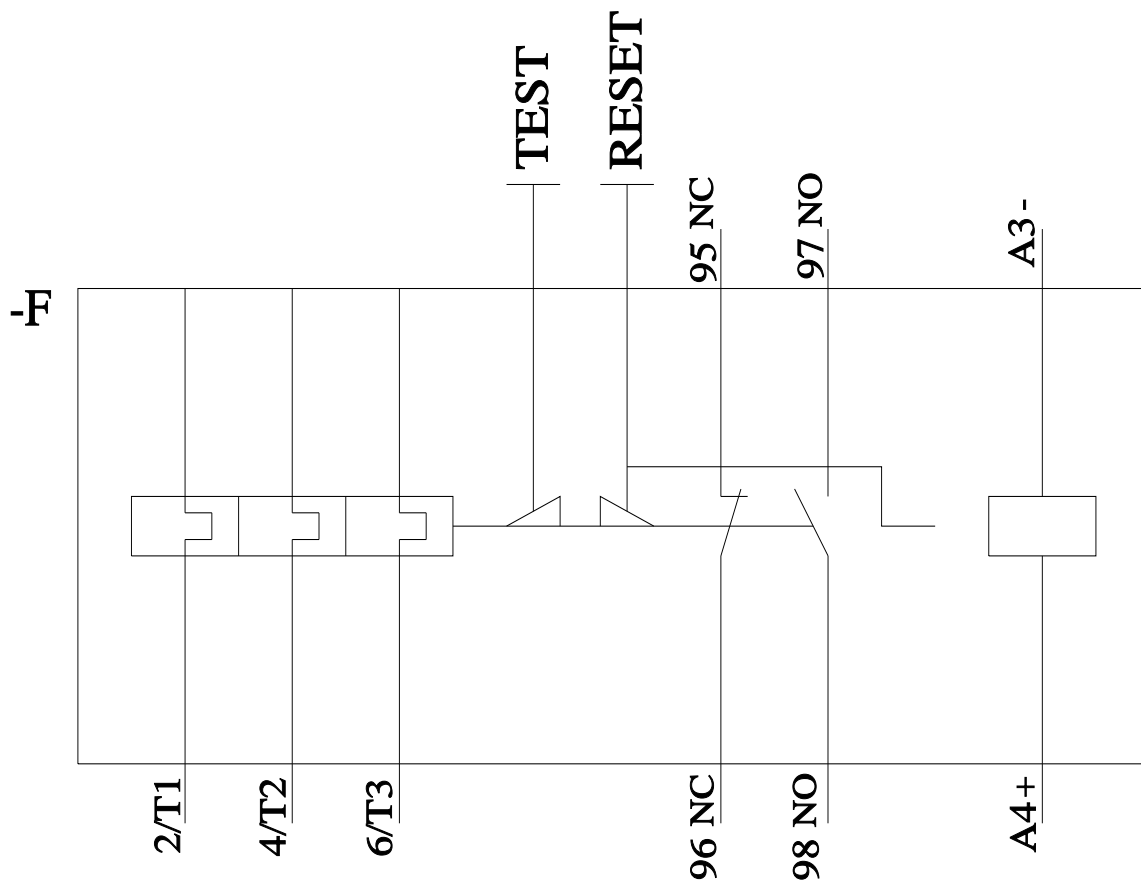 TEST
RESET
95 NC
97 NO
A3-
-F
2/T1
4/T2
6/T3
96 NC
98 NO
A4+